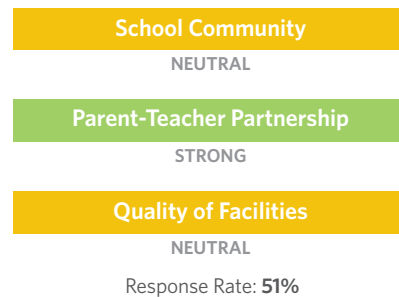 School Community
NEUTRAL
Parent-Teacher Partnership
STRONG
Quality of Facilities
NEUTRAL
Response Rate: 51%